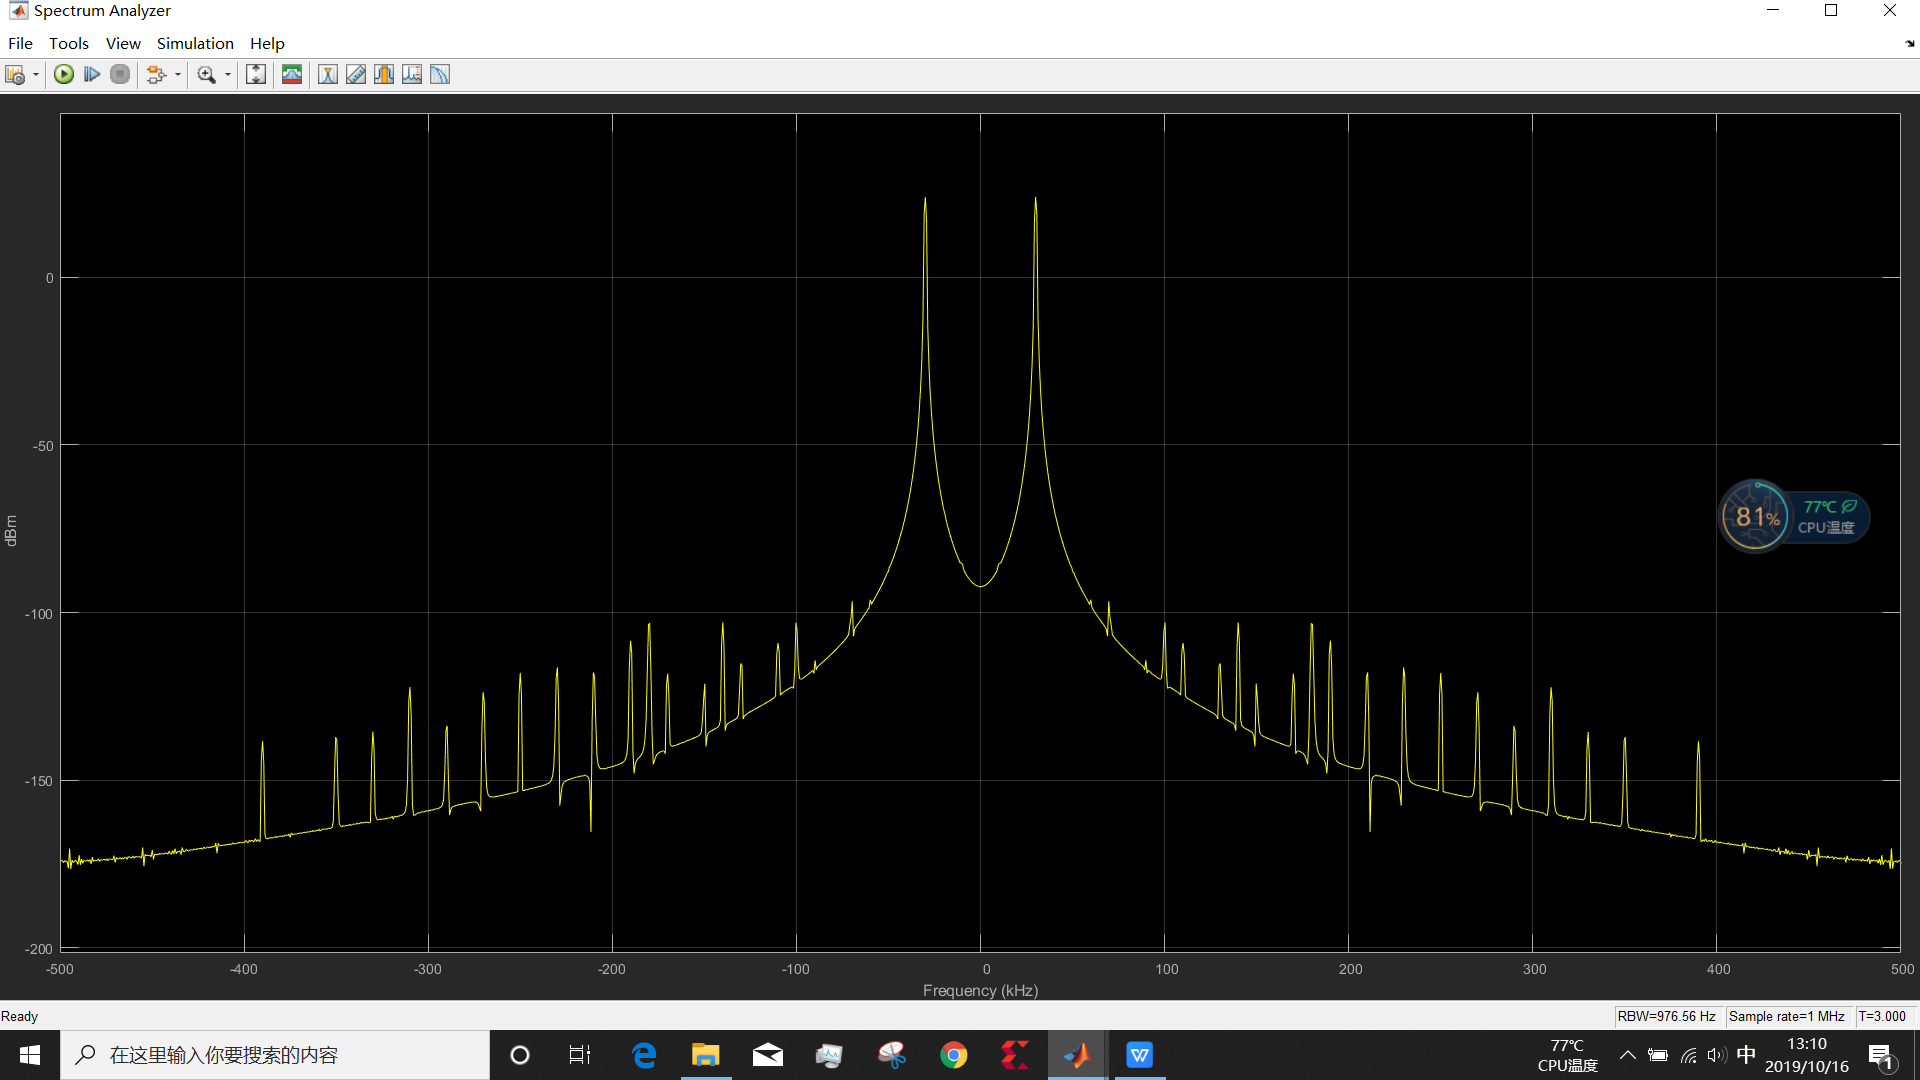 Spectrum Analyzer
File Tools View Simulation Help
0
-50
-100
-150
-200
dBm
-500 -400 -300 -200 -100 0 100 200 300 400 500
Frequency (kHz)
81% 77℃
CPU温度
Ready RBW=976.56 Hz Sample rate=1 MHz T=3.000
在这里输入你要搜索的内容
W
77℃
CPU温度
中
13:10
2019/10/16
1